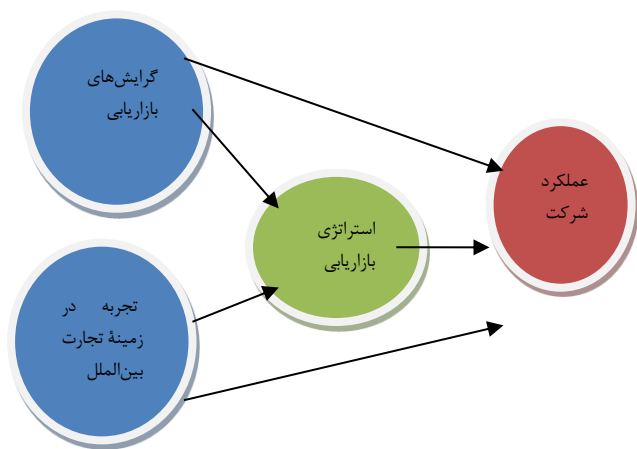 گرایش‌های
بازاریابی
عملکرد
شرکت
استراتژی
بازاریابی
تجربه در
زمینهٔ تجارت
بین‌الملل